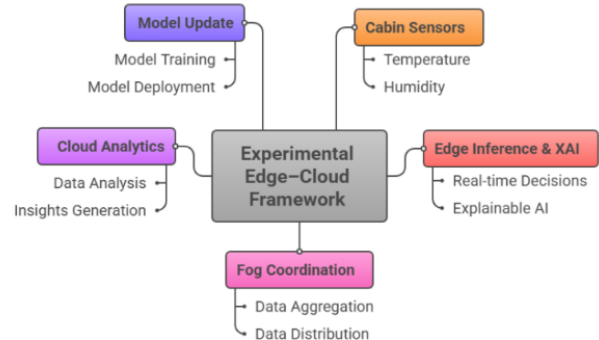 Model Update
Model Training
Model Deployment
Cabin Sensors
Temperature
Humidity
Cloud Analytics
Data Analysis
Insights Generation
Experimental
Edge–Cloud
Framework
Edge Inference & XAI
Real-time Decisions
Explainable AI
Fog Coordination
Data Aggregation
Data Distribution